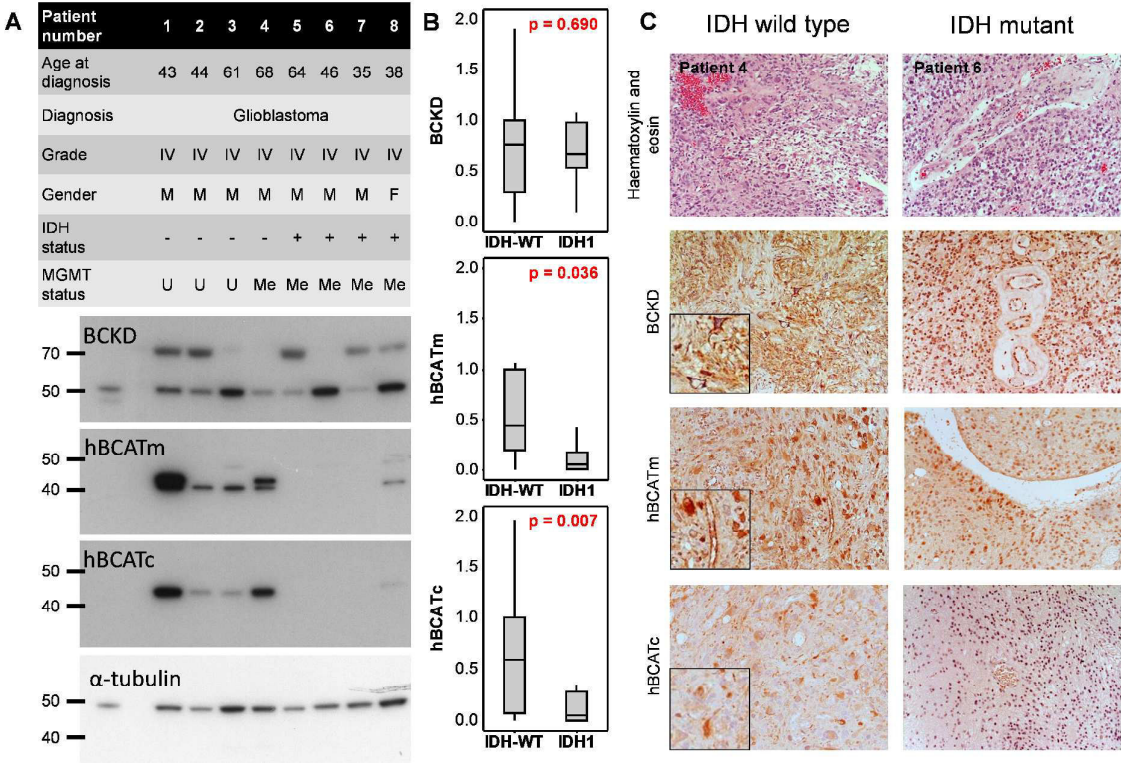 A
Patient number 1 2 3 4 5 6 7 8
Age at diagnosis 43 44 61 68 64 46 35 38
Diagnosis Glioblastoma
Grade IV IV IV IV IV IV IV IV
Gender M M M M M M M F
IDH status - - - - + + + +
MGMT status U U U Me Me Me Me Me
BCKD
70
50
hBCATm
50
40
hBCATc
50
40
α-tubulin
50
40
B
p = 0.690
BCKD
2.0
1.5
1.0
0.5
0.0
IDH-WT IDH1
p = 0.036
hBCATm
2.0
1.5
1.0
0.5
0.0
IDH-WT IDH1
p = 0.007
hBCATc
2.0
1.5
1.0
0.5
0.0
IDH-WT IDH1
C
IDH wild type IDH mutant
Haematoxylin and
eosin
Patient 4
Patient 6
BCKD
hBCATm
hBCATc